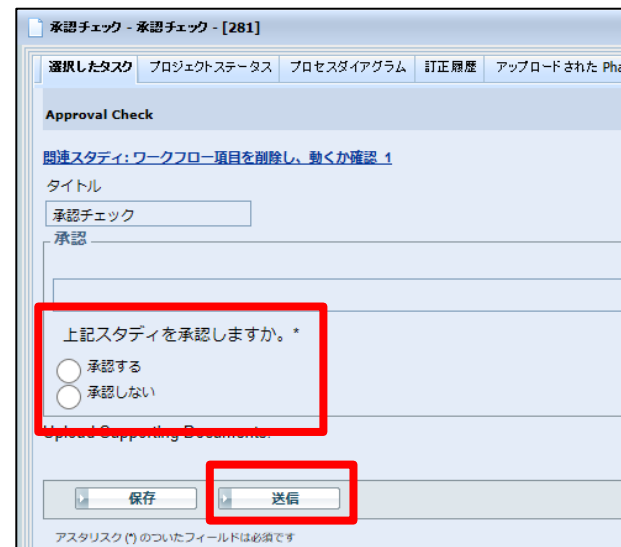 承認チェック - 承認チェック - [281]
選択したタスク プロジェクトステータス プロセスダイアグラム 訂正履歴 アップロードされた Pha
Approval Check
関連スタディ: ワークフロー項目を削除し、動くか確認_1
タイトル
承認チェック
承認
上記スタディを承認しますか。*
承認する
承認しない
Upload Supporting Documents:
保存 送信
アスタリスク (*) のついたフィールドは必須です